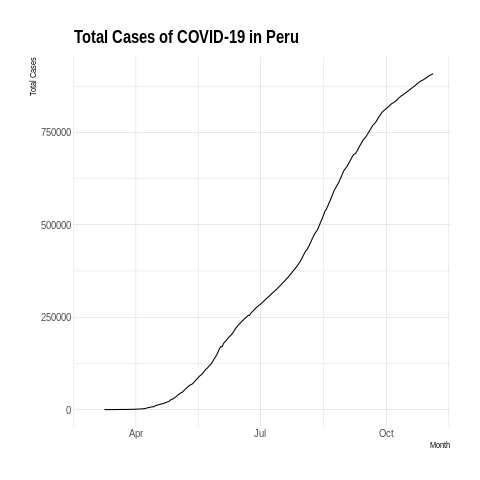 Total Cases of COVID-19 in Peru
Total Cases
750000
500000
250000
0
Apr Jul Oct
Month